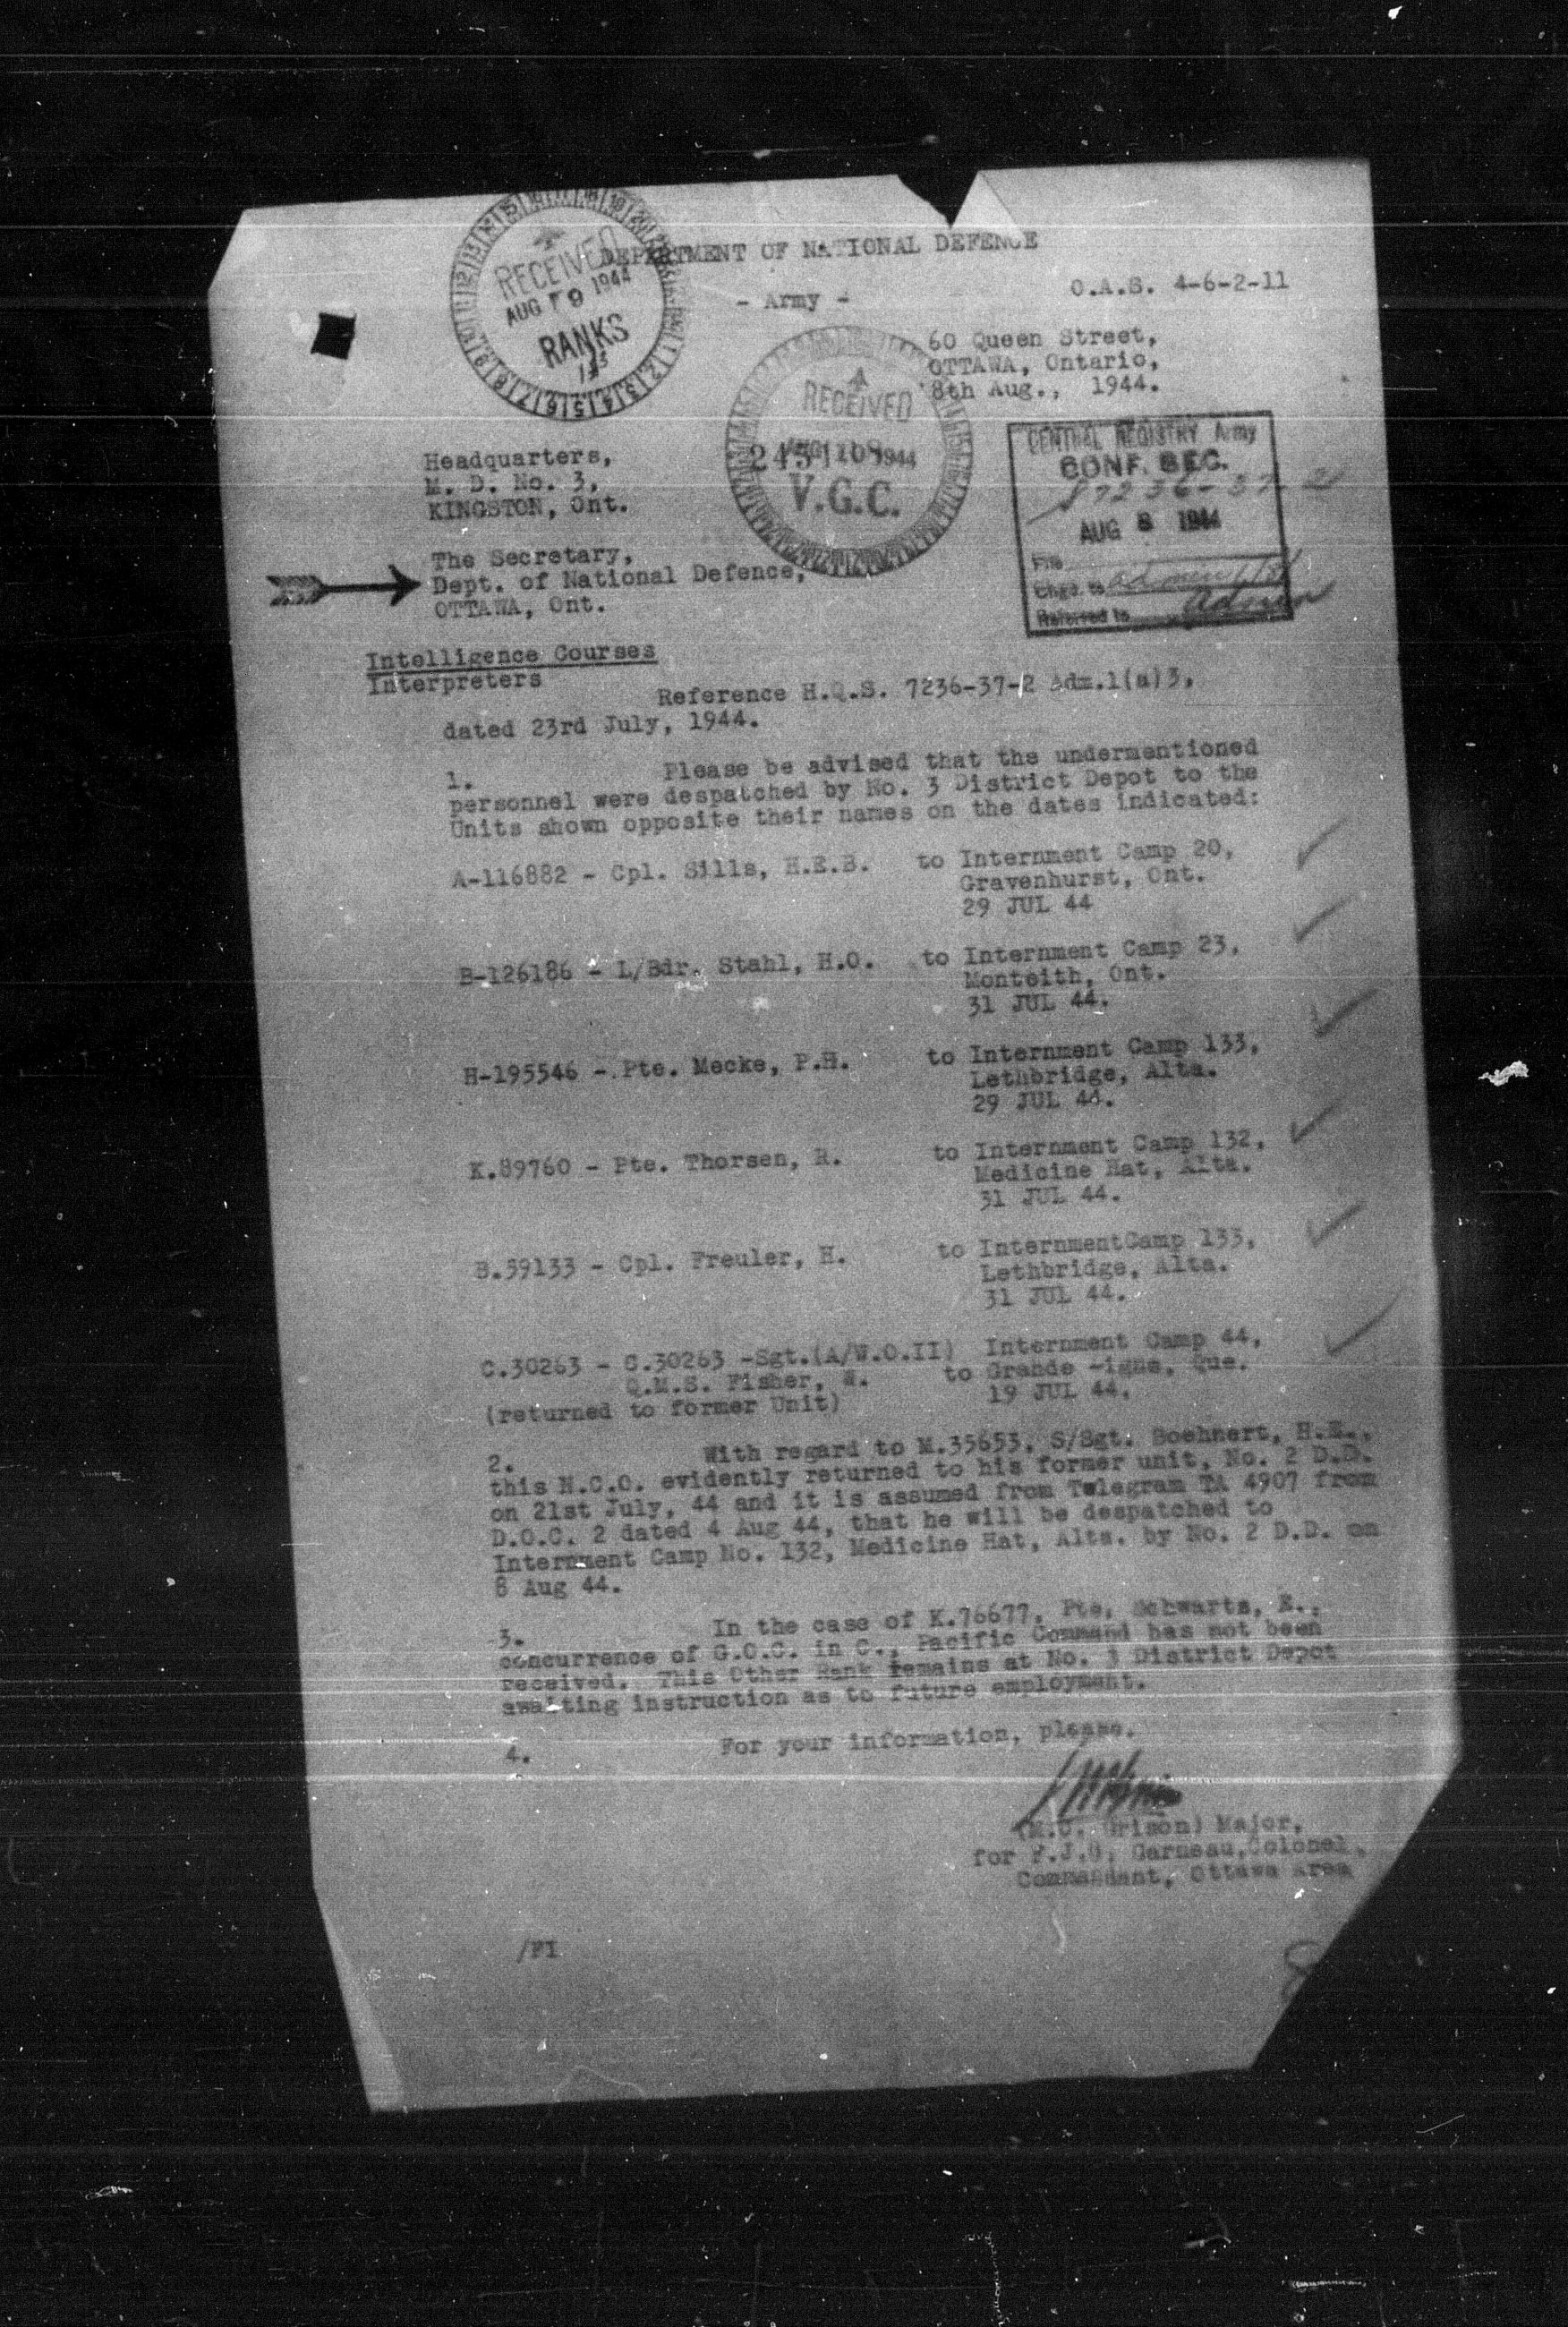 DEPARTMENT OF NATIONAL DEFENCE
- Army -
O.A.S. 4-6-2-11
RECEIVED
AUG 9 1944
RANKS
60 Queen Street,
OTTAWA, Ontario,
8th Aug., 1944.
RECEIVED
1944
V.G.C.
CENTRAL REGISTRY Army
CONF. SEC.
AUG 8 1944
File
Chgd. to
Referred to
Headquarters,
M. D. No. 3,
KINGSTON, Ont.
The Secretary,
Dept. of National Defence,
OTTAWA, Ont.
Intelligence Courses
Interpreters
Reference H.Q.S. 7236-37-2 Adm.1(a)3,
dated 23rd July, 1944.
1. Please be advised that the undermentioned
personnel were despatched by No. 3 District Depot to the
Units shown opposite their names on the dates indicated:
A-116882 - Cpl. Sills, H.E.B. to Internment Camp 20,
Gravenhurst, Ont.
29 JUL 44
B-126186 - L/Bdr. Stahl, H.O. to Internment Camp 23,
Monteith, Ont.
31 JUL 44.
H-195546 - Pte. Mecke, P.H. to Internment Camp 133,
Lethbridge, Alta.
29 JUL 44.
K.89760 - Pte. Thorsen, R. to Internment Camp 132,
Medicine Hat, Alta.
31 JUL 44.
B.59133 - Cpl. Freuler, H. to InternmentCamp 133,
Lethbridge, Alta.
31 JUL 44.
C.30263 - C.30263 -Sgt.(A/W.O.II) Internment Camp 44,
Q.M.S. Fisher, to Grande Que.
(returned to former Unit) 19 JUL 44.
2. With regard to M.35653, S/Sgt. Boehnert, H.E.,
this N.C.O. evidently returned to his former unit, No. 2 D.D.
on 21st July, 44 and it is assumed from Telegram TA 4907 from
D.O.C. 2 dated 4 Aug 44, that he will be despatched to
Internment Camp No. 132, Medicine Hat, Alta. by No. 2 D.D. on
8 Aug 44.
3. In the case of K.76677, Pte. Schwartz, E.,
concurrence of G.O.C. in C., Pacific Command has not been
received. This Other Rank remains at No. 3 District Depot
awaiting instruction as to future employment.
4. For your information, please.
Major,
for Garneau, Colonel,
Commandant, Ottawa Area
/FI